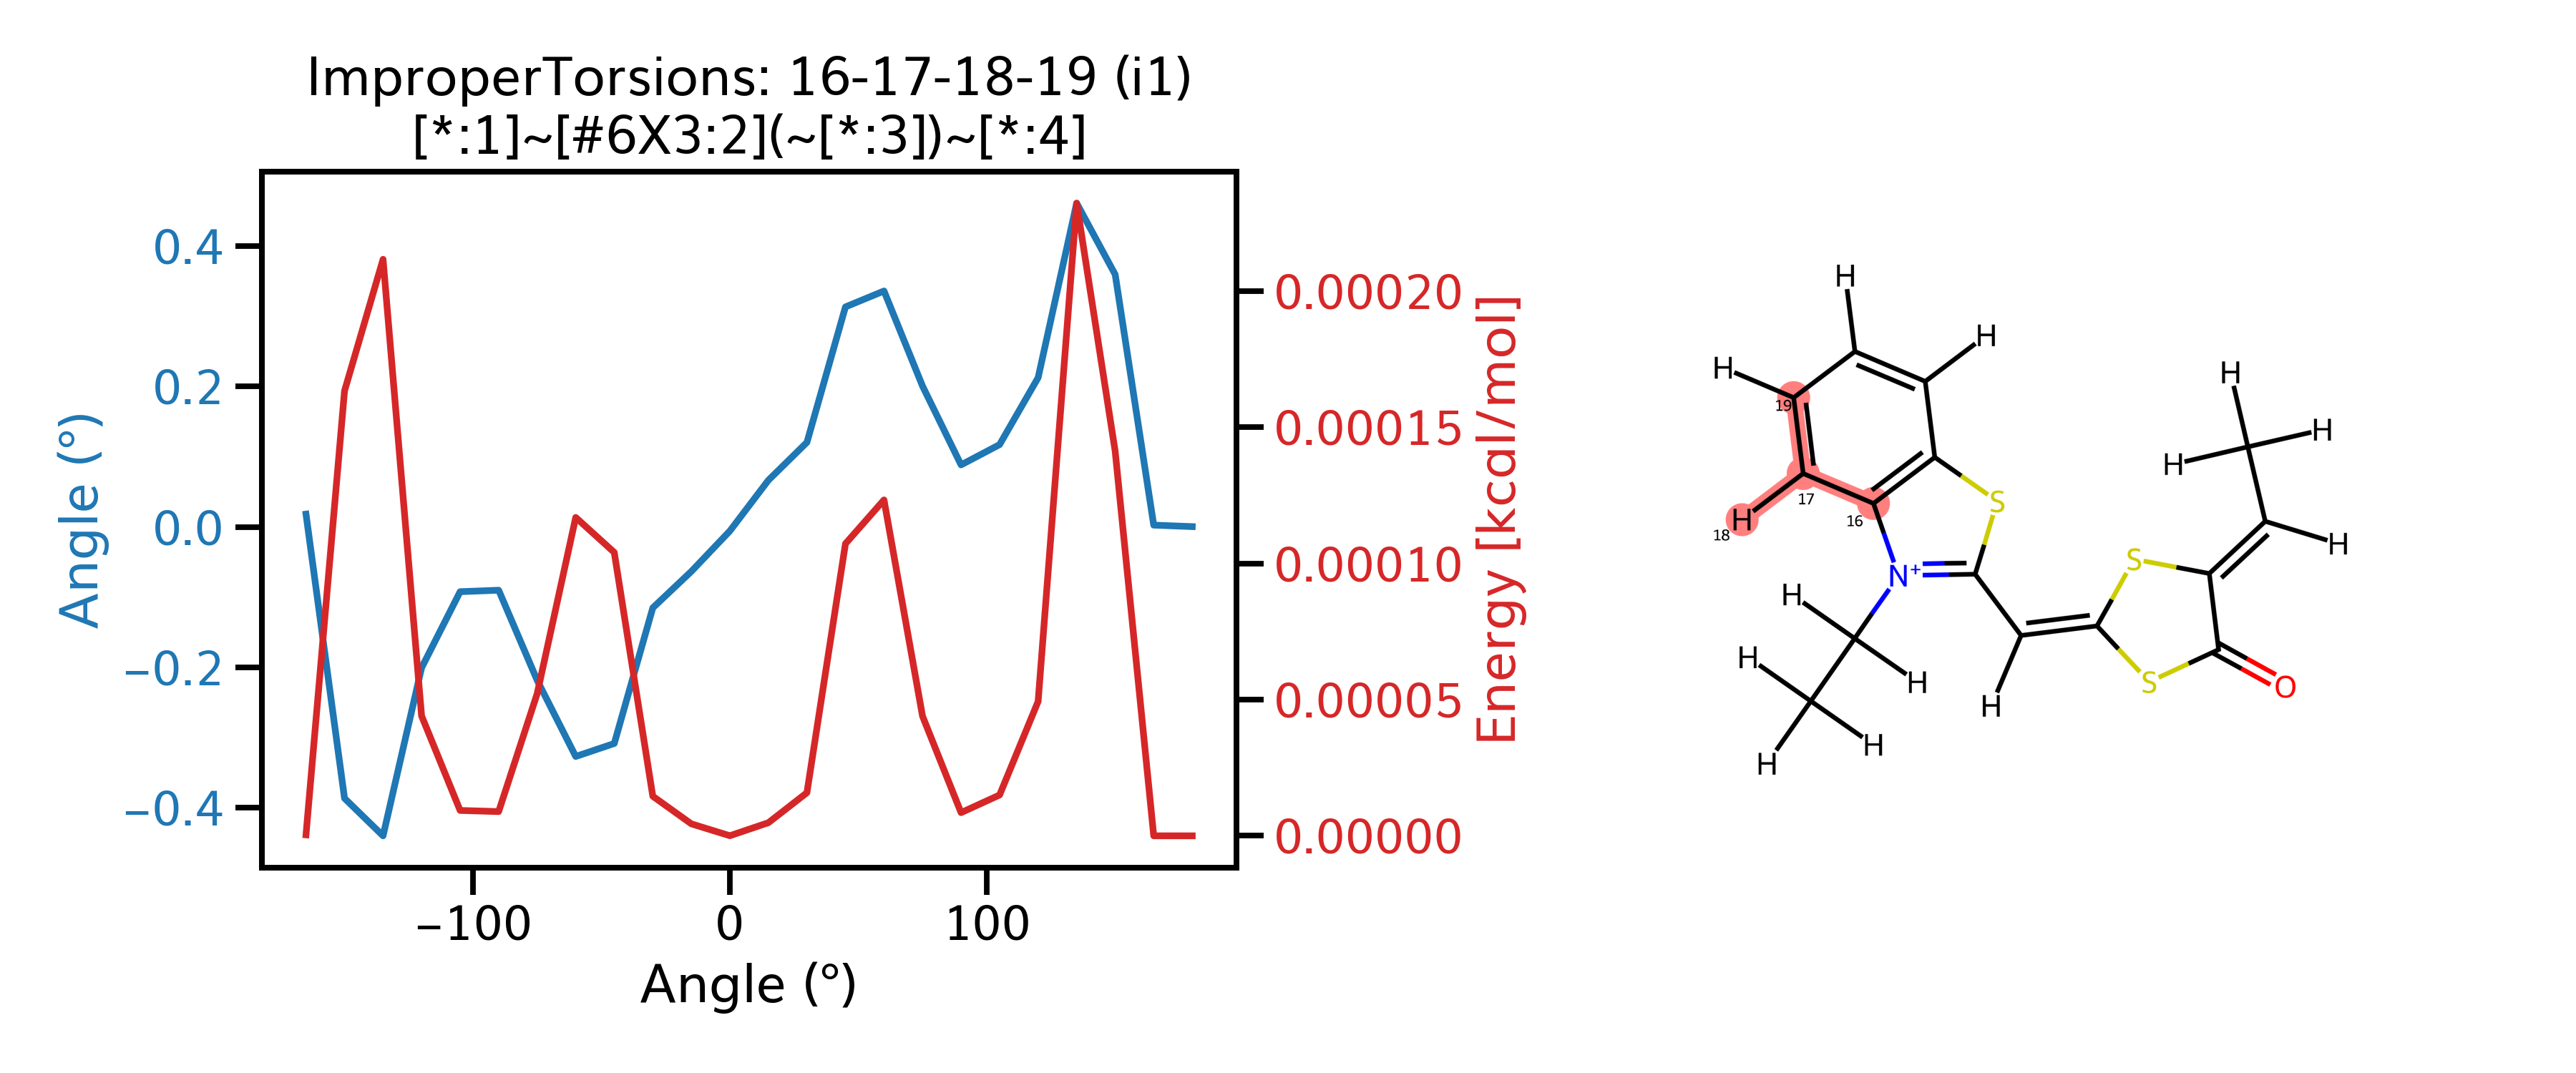 ImproperTorsions: 16-17-18-19 (i1)
[*:1]~[#6X3:2](~[*:3])~[*:4]
0.4
0.2
0.0
−0.2
−0.4
Angle (°)
−100
0
100
Angle (°)
0.00020
0.00015
0.00010
0.00005
0.00000
Energy [kcal/mol]
H
H
H
H
19
H
H
S
17
H
18
16
H
S
N+
H
H
H
S
O
H
H
H
H